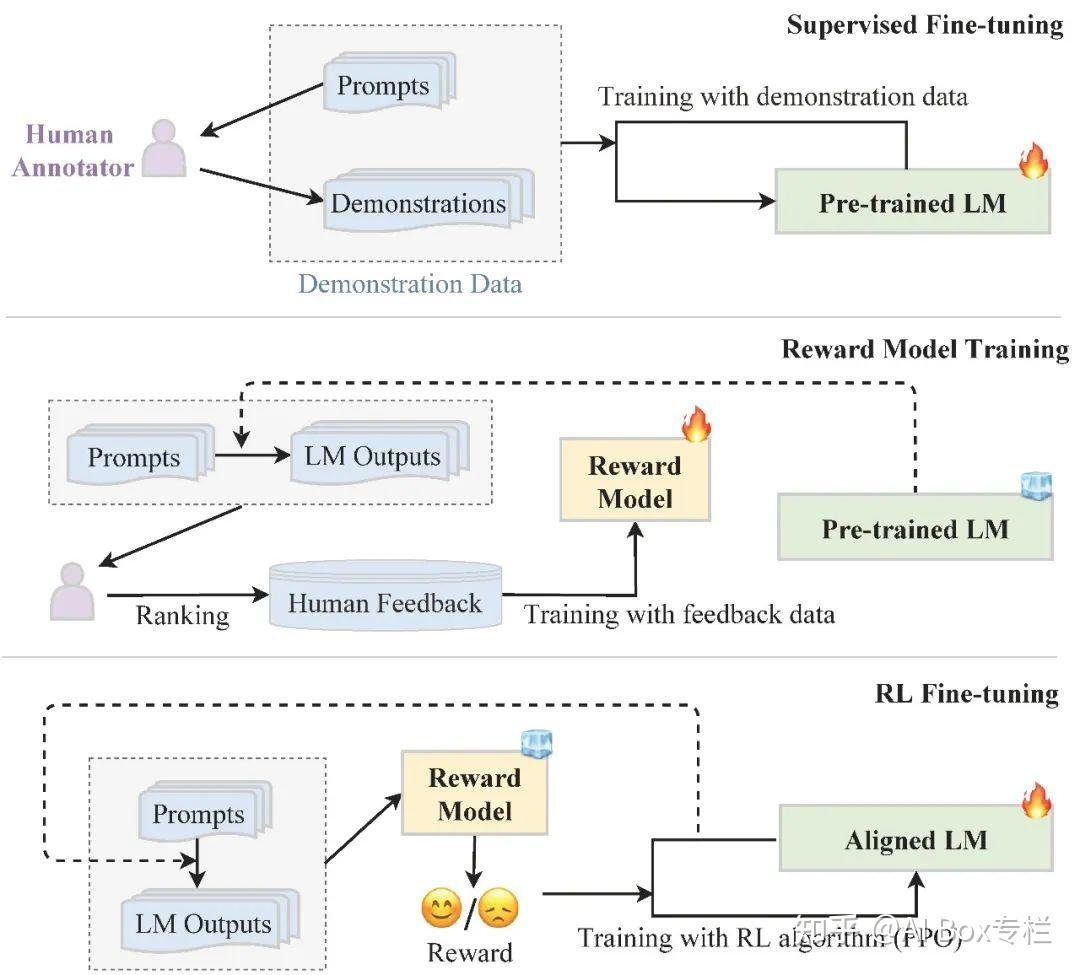 Supervised Fine-tuning
Prompts
Training with demonstration data
Human
Annotator
Demonstrations
Pre-trained LM
Demonstration Data
Reward Model Training
Prompts
LM Outputs
Reward
Model
Pre-trained LM
Ranking
Human Feedback
Training with feedback data
RL Fine-tuning
Prompts
Reward
Model
Aligned LM
LM Outputs
/
Reward
Training with RL algorithm (PPO)
知乎 @AI Box专栏